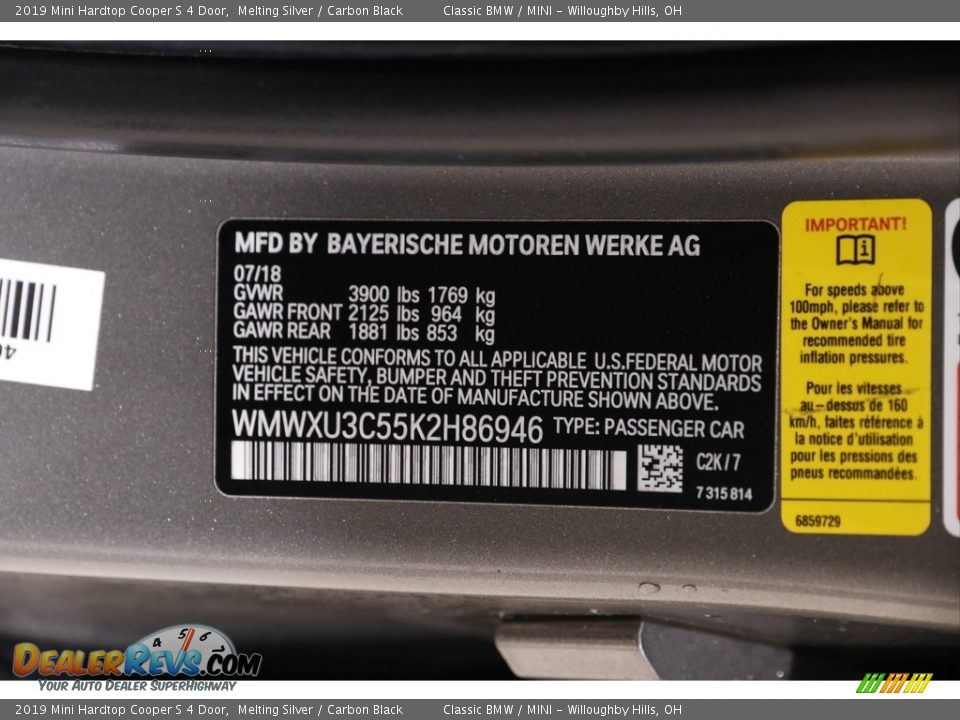 2019 Mini Hardtop Cooper S 4 Door,  Melting Silver / Carbon Black        Classic BMW / MINI – Willoughby Hills, OH
MFD BY BAYERISCHE MOTOREN WERKE AG
07/18
GVWR 3900 lbs 1769 kg
GAWR FRONT 2125 lbs 964 kg
GAWR REAR 1881 lbs 853 kg
THIS VEHICLE CONFORMS TO ALL APPLICABLE U.S.FEDERAL MOTOR
VEHICLE SAFETY, BUMPER AND THEFT PREVENTION STANDARDS
IN EFFECT ON THE DATE OF MANUFACTURE SHOWN ABOVE.
WMWXU3C55K2H86946 TYPE: PASSENGER CAR
C2K / 7
7 315 814
IMPORTANT!
For speeds above
100mph, please refer to
the Owner's Manual for
recommended tire
inflation pressures.
Pour les vitesses
au-dessus de 160
km/h, faites référence à
la notice d'utilisation
pour les pressions des
pneus recommandées.
6859729
4 5 6
DEALERREVS.COM
YOUR AUTO DEALER SUPERHIGHWAY
2019 Mini Hardtop Cooper S 4 Door,  Melting Silver / Carbon Black        Classic BMW / MINI – Willoughby Hills, OH